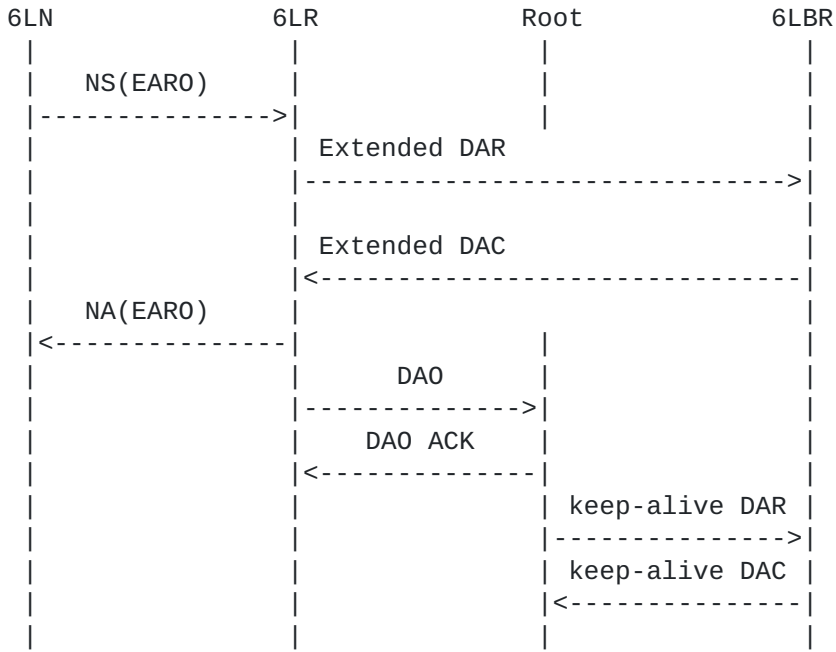 6LN 6LR Root 6LBR
NS(EARO)
Extended DAR
Extended DAC
NA(EARO)
DAO
DAO ACK
keep-alive DAR
keep-alive DAC